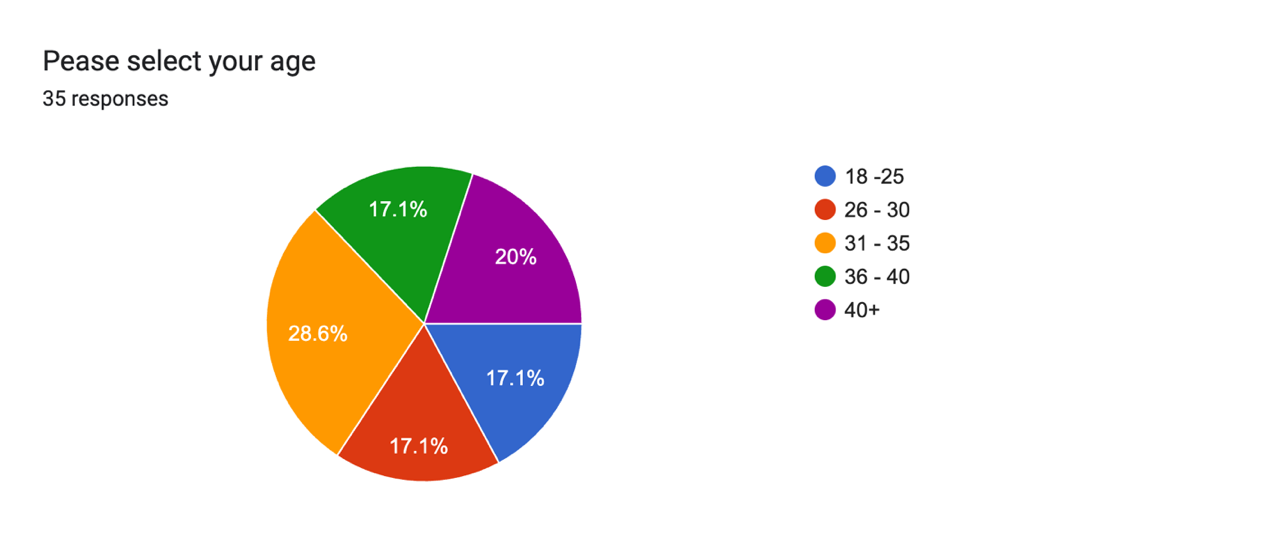 Pease select your age
35 responses
17.1%
20%
28.6%
17.1%
17.1%
18 -25
26 - 30
31 - 35
36 - 40
40+